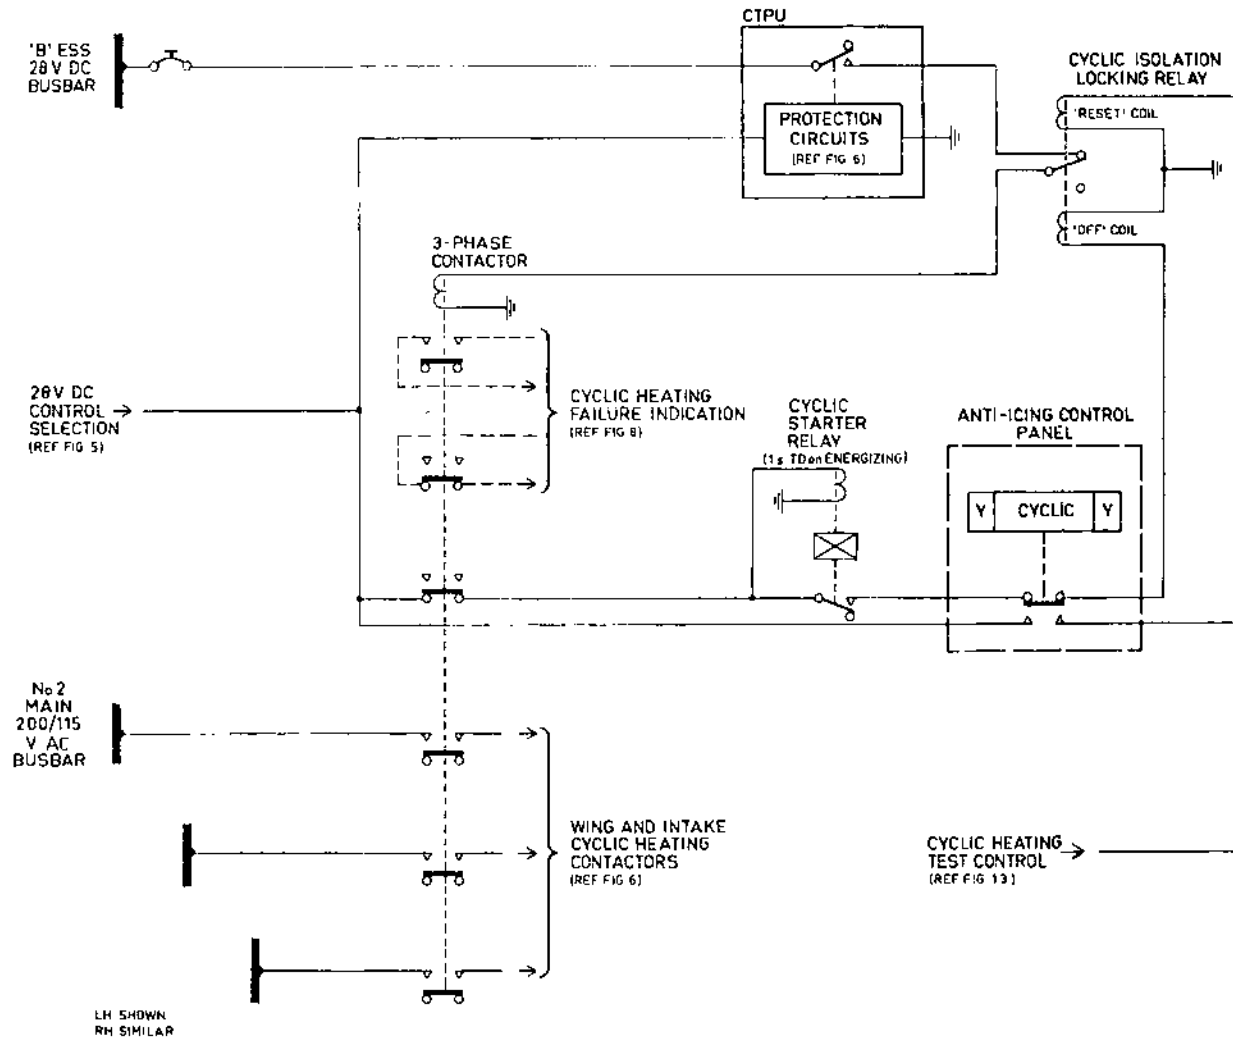 CTPU
'B' ESS
28V DC
BUSBAR
CYCLIC ISOLATION
LOCKING RELAY
'RESET' COIL
PROTECTION
CIRCUITS
(REF FIG 6)
'OFF' COIL
3-PHASE
CONTACTOR
28V DC
CONTROL
SELECTION
(REF FIG 5)
CYCLIC HEATING
FAILURE INDICATION
(REF FIG 8)
CYCLIC
STARTER
RELAY
(1s TD on ENERGIZING)
ANTI-ICING CONTROL
PANEL
Y CYCLIC Y
No 2
MAIN
200/115
V AC
BUSBAR
WING AND INTAKE
CYCLIC HEATING
CONTACTORS
(REF FIG 6)
CYCLIC HEATING
TEST CONTROL
(REF FIG 13)
LH SHOWN
RH SIMILAR